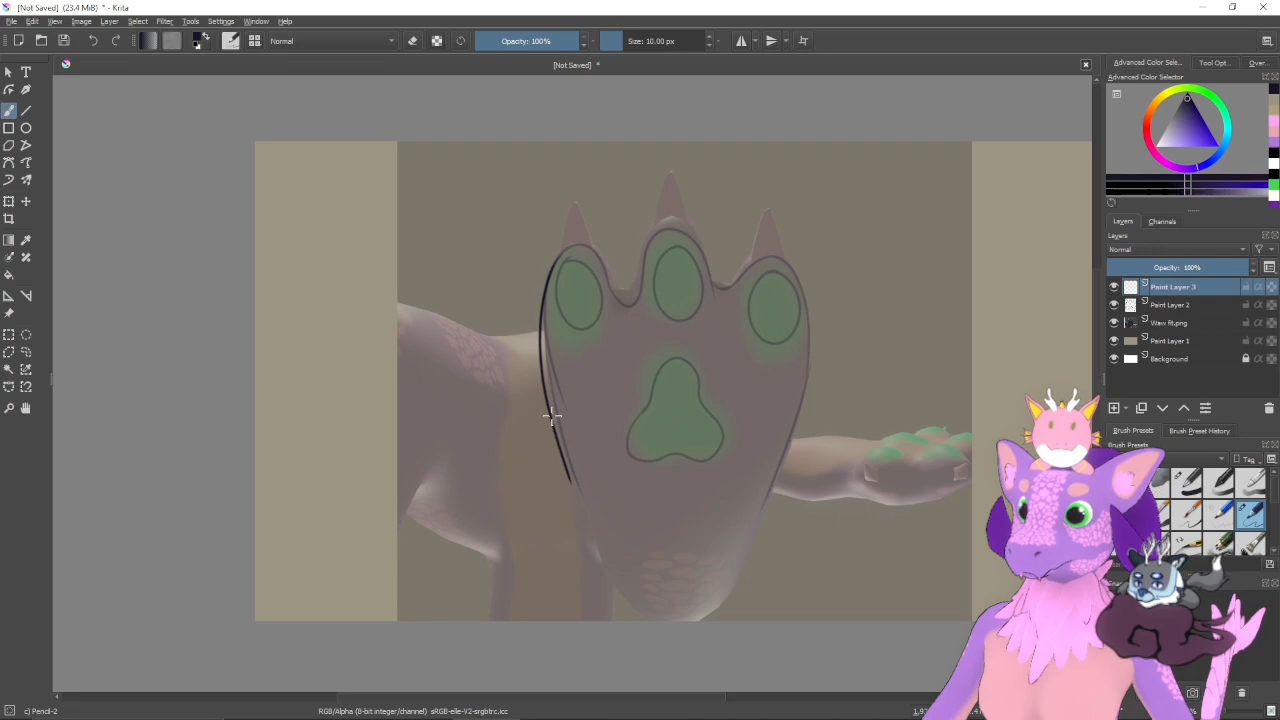 [Not Saved] (23.4 MiB) * - Krita
File Edit View Image Layer Select Filter Tools Settings Window Help
Normal
Opacity: 100%
Size: 10.00 px
[Not Saved] *
Advanced Color Sele... Tool Opt... Over...
Advanced Color Selector
Layers Channels
Layers
Normal
Opacity: 100%
Paint Layer 3
Paint Layer 2
Waw fit.png
Paint Layer 1
Background
Brush Presets Brush Preset History
Brush Presets
Tag
c) Pencil-2
RGB/Alpha (8-bit integer/channel) sRGB-elle-V2-srgbtrc.icc